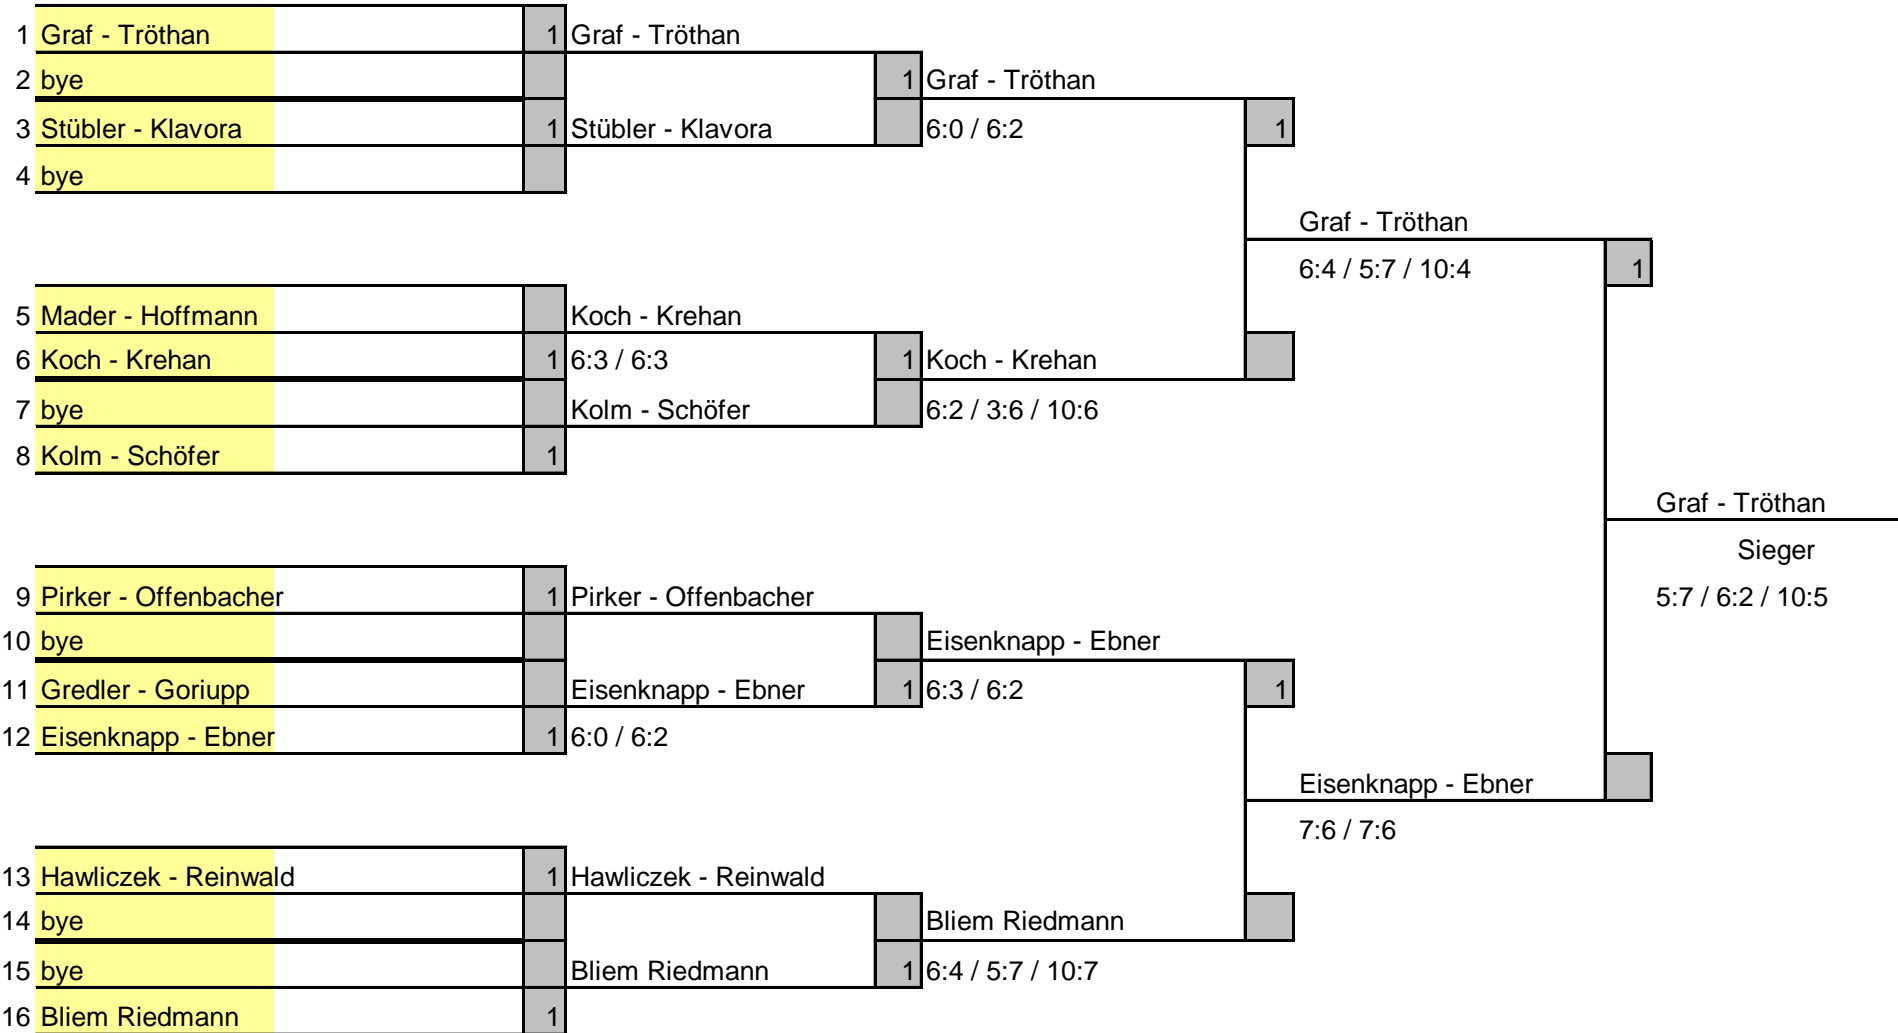 1 Graf - Tröthan 1 Graf - Tröthan
2 bye 1 Graf - Tröthan
3 Stübler - Klavora 1 Stübler - Klavora 6:0 / 6:2 1
4 bye
Graf - Tröthan
6:4 / 5:7 / 10:4 1
5 Mader - Hoffmann Koch - Krehan
6 Koch - Krehan 1 6:3 / 6:3 1 Koch - Krehan
7 bye Kolm - Schöfer 6:2 / 3:6 / 10:6
8 Kolm - Schöfer 1
Graf - Tröthan
Sieger
9 Pirker - Offenbacher 1 Pirker - Offenbacher 5:7 / 6:2 / 10:5
10 bye Eisenknapp - Ebner
11 Gredler - Goriupp Eisenknapp - Ebner 1 6:3 / 6:2 1
12 Eisenknapp - Ebner 1 6:0 / 6:2
Eisenknapp - Ebner
7:6 / 7:6
13 Hawliczek - Reinwald 1 Hawliczek - Reinwald
14 bye Bliem Riedmann
15 bye Bliem Riedmann 1 6:4 / 5:7 / 10:7
16 Bliem Riedmann 1